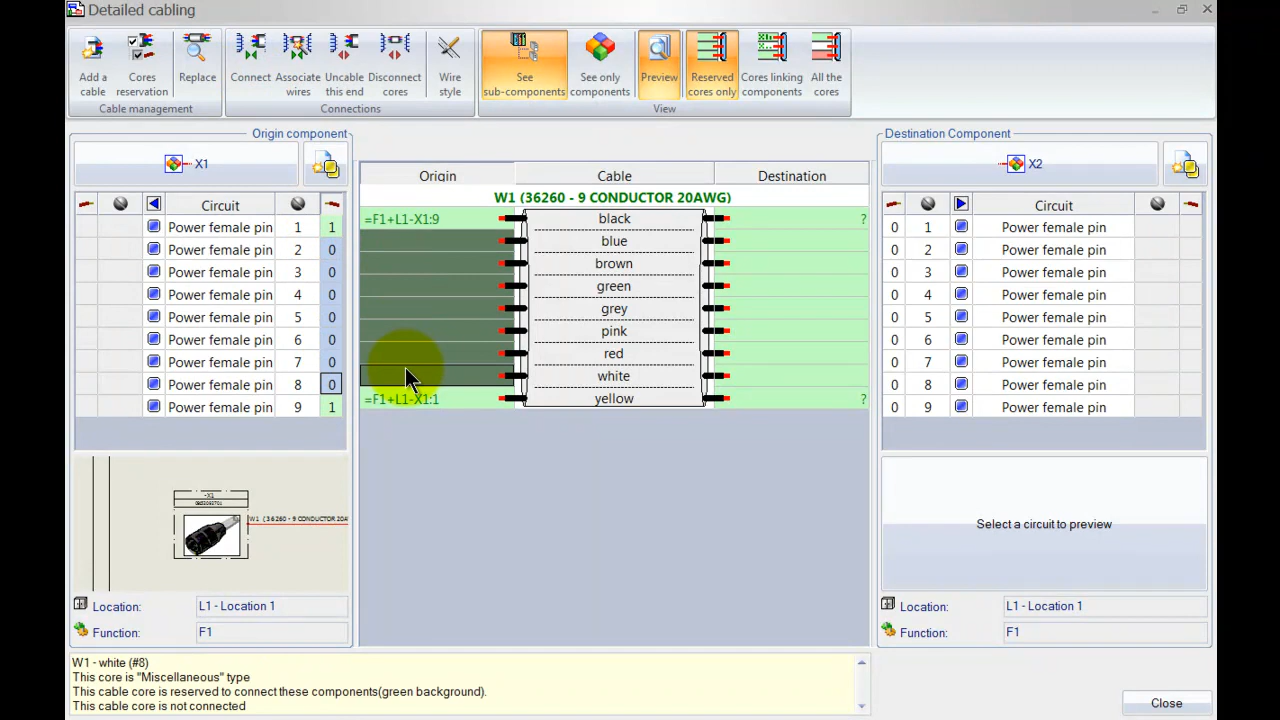 Detailed cabling
Add a cable
Cores reservation
Replace
Connect
Associate wires
Uncable this end
Disconnect cores
Wire style
See sub-components
See only components
Preview
Reserved cores only
Cores linking components
All the cores
Cable management
Connections
View
Origin component
X1
Circuit
Power female pin 1 1
Power female pin 2 0
Power female pin 3 0
Power female pin 4 0
Power female pin 5 0
Power female pin 6 0
Power female pin 7 0
Power female pin 8 0
Power female pin 9 1
-X1
W1 (36260 - 9 CONDUCTOR 20AW
Location: L1 - Location 1
Function: F1
Origin Cable Destination
W1 (36260 - 9 CONDUCTOR 20AWG)
=F1+L1-X1:9 black ?
blue
brown
green
grey
pink
red
white
=F1+L1-X1:1 yellow ?
Destination Component
X2
Circuit
0 1 Power female pin
0 2 Power female pin
0 3 Power female pin
0 4 Power female pin
0 5 Power female pin
0 6 Power female pin
0 7 Power female pin
0 8 Power female pin
0 9 Power female pin
Select a circuit to preview
Location: L1 - Location 1
Function: F1
W1 - white (#8)
This core is "Miscellaneous" type
This cable core is reserved to connect these components(green background).
This cable core is not connected
Close